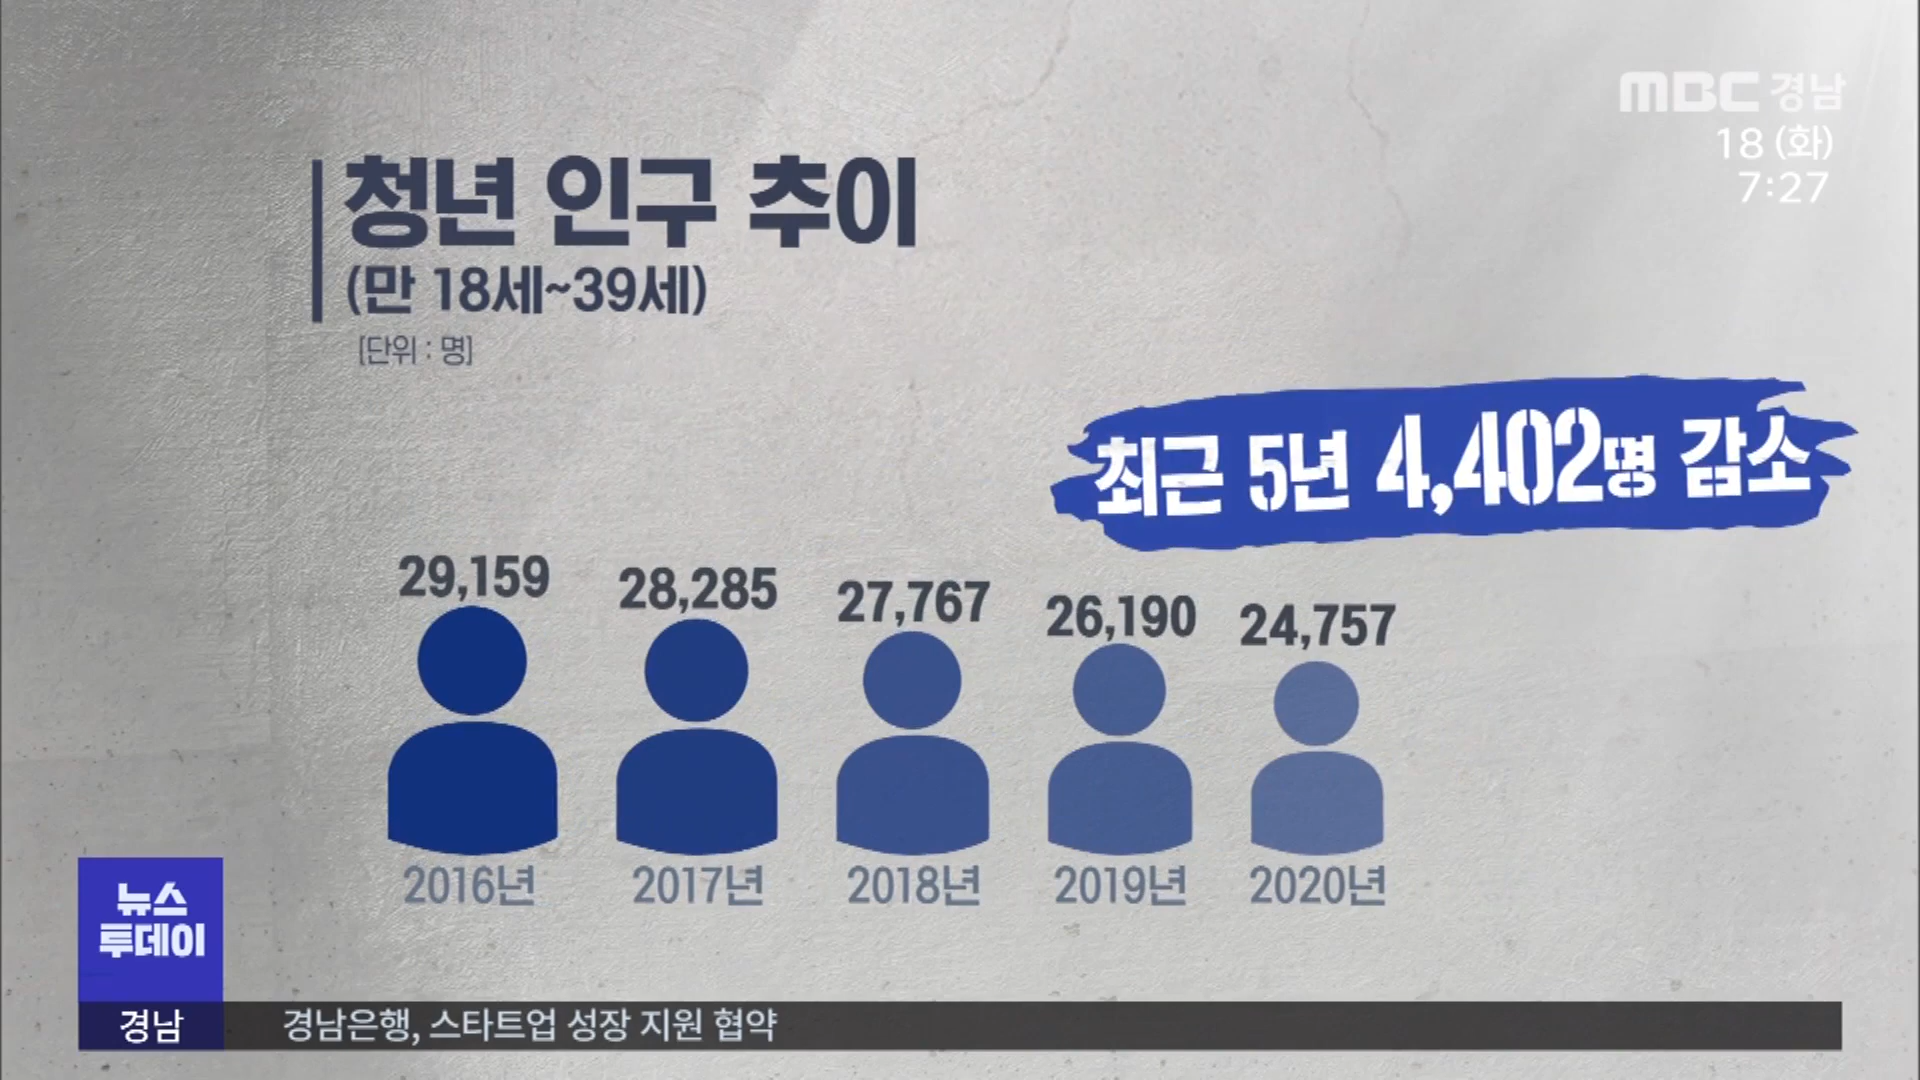 MBC 경남
18 (화)
7:27
청년 인구 추이
(만 18세~39세)
[단위 : 명]
최근 5년 4,402명 감소
29,159 28,285 27,767 26,190 24,757
2016년 2017년 2018년 2019년 2020년
뉴스
투데이
경남 경남은행, 스타트업 성장 지원 협약